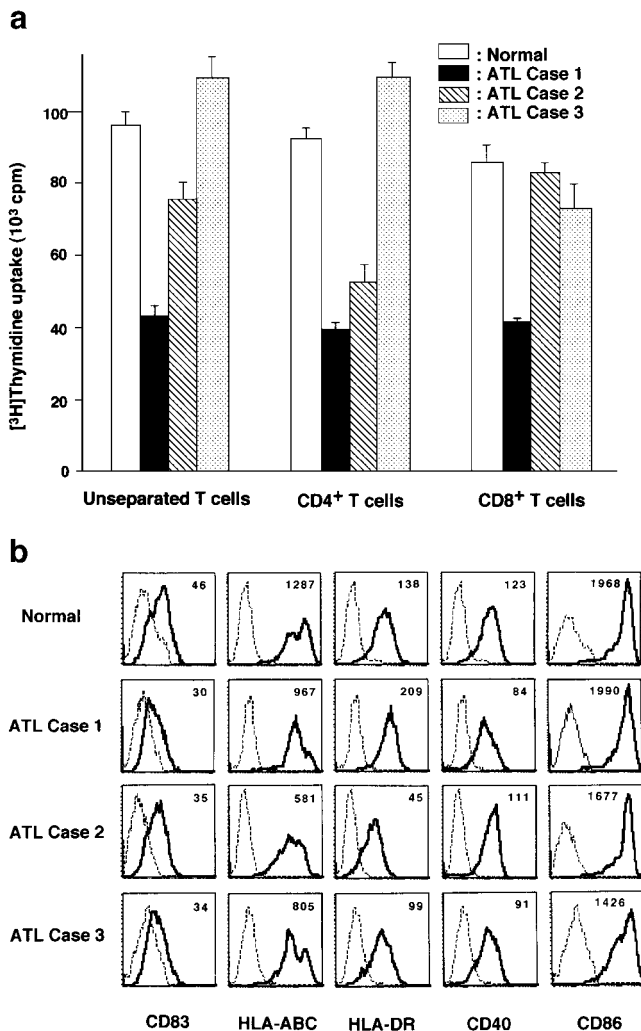 a
: Normal
: ATL Case 1
: ATL Case 2
: ATL Case 3
[³H]Thymidine uptake (10³ cpm)
100
80
60
40
20
0
Unseparated T cells
CD4⁺ T cells
CD8⁺ T cells
b
Normal
46
1287
138
123
1968
ATL Case 1
30
967
209
84
1990
ATL Case 2
35
581
45
111
1677
ATL Case 3
34
805
99
91
1426
CD83
HLA-ABC
HLA-DR
CD40
CD86